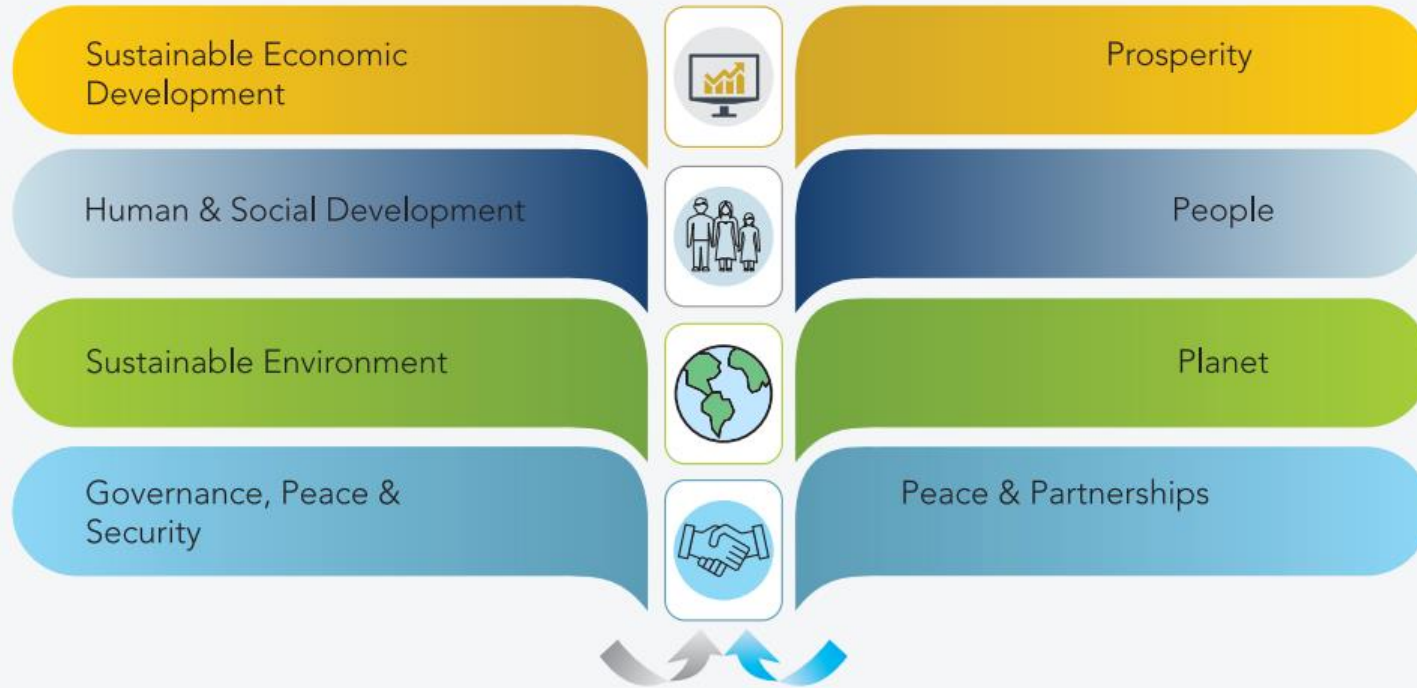 Sustainable Economic
Development
Prosperity
Human & Social Development
People
Sustainable Environment
Planet
Governance, Peace &
Security
Peace & Partnerships